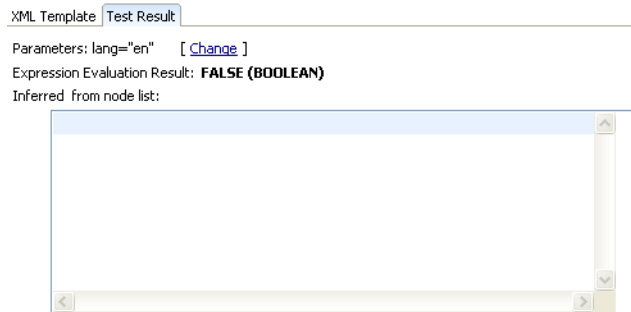 XML Template Test Result
Parameters: lang="en" [ Change ]
Expression Evaluation Result: FALSE (BOOLEAN)
Inferred from node list: